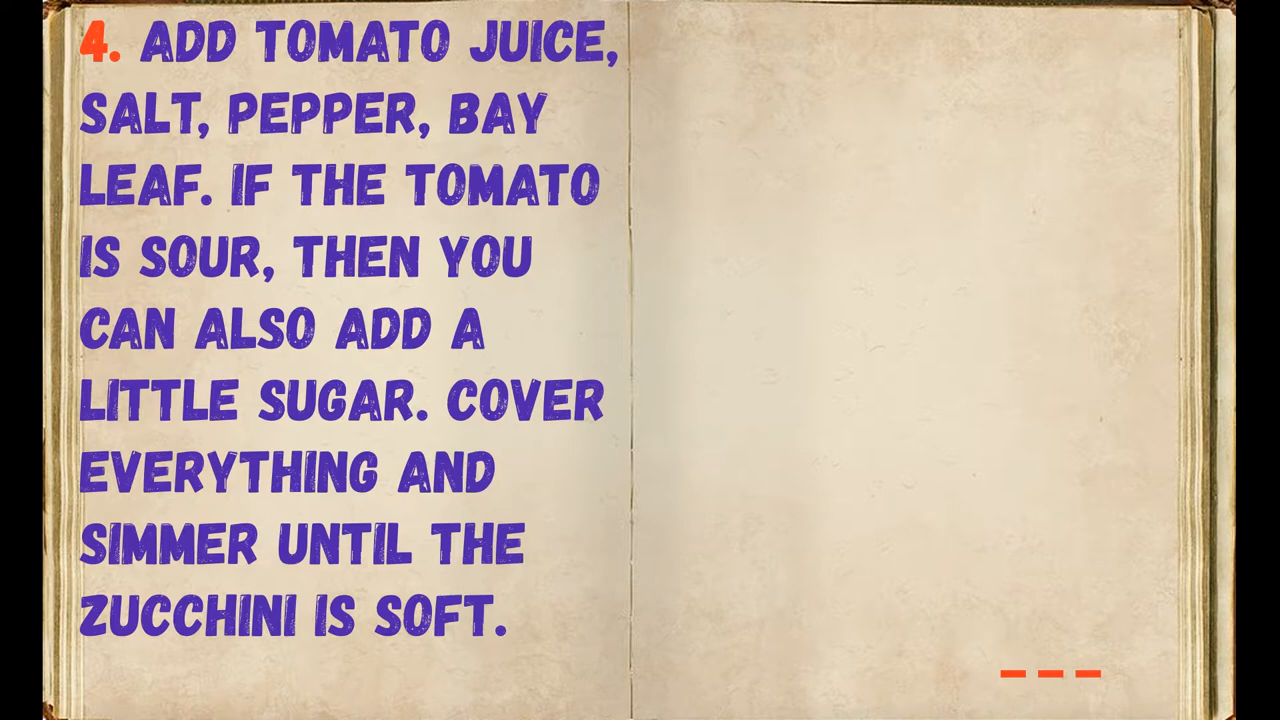 4. ADD TOMATO JUICE,
SALT, PEPPER, BAY
LEAF. IF THE TOMATO
IS SOUR, THEN YOU
CAN ALSO ADD A
LITTLE SUGAR. COVER
EVERYTHING AND
SIMMER UNTIL THE
ZUCCHINI IS SOFT.
---